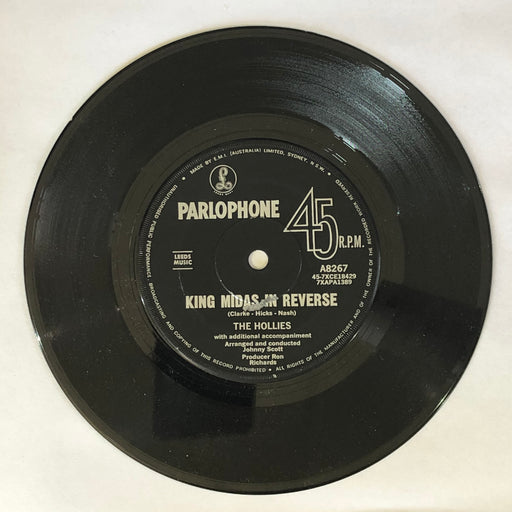 MADE BY E.M.I. (AUSTRALIA) LIMITED, SYDNEY, N.S.W.
UNAUTHORISED PUBLIC PERFORMANCE, BROADCASTING AND COPYING OF THIS RECORD PROHIBITED • ALL RIGHTS OF THE MANUFACTURER AND OF THE OWNER OF THE RECORDED WORK RESERVED
£
PARLOPHONE
45 R.P.M.
LEEDS
MUSIC
A8267
45-7XCE18429
7XAPA1389
KING MIDAS IN REVERSE
(Clarke - Hicks - Nash)
THE HOLLIES
with additional accompaniment
Arranged and conducted
Johnny Scott
Producer Ron
Richards